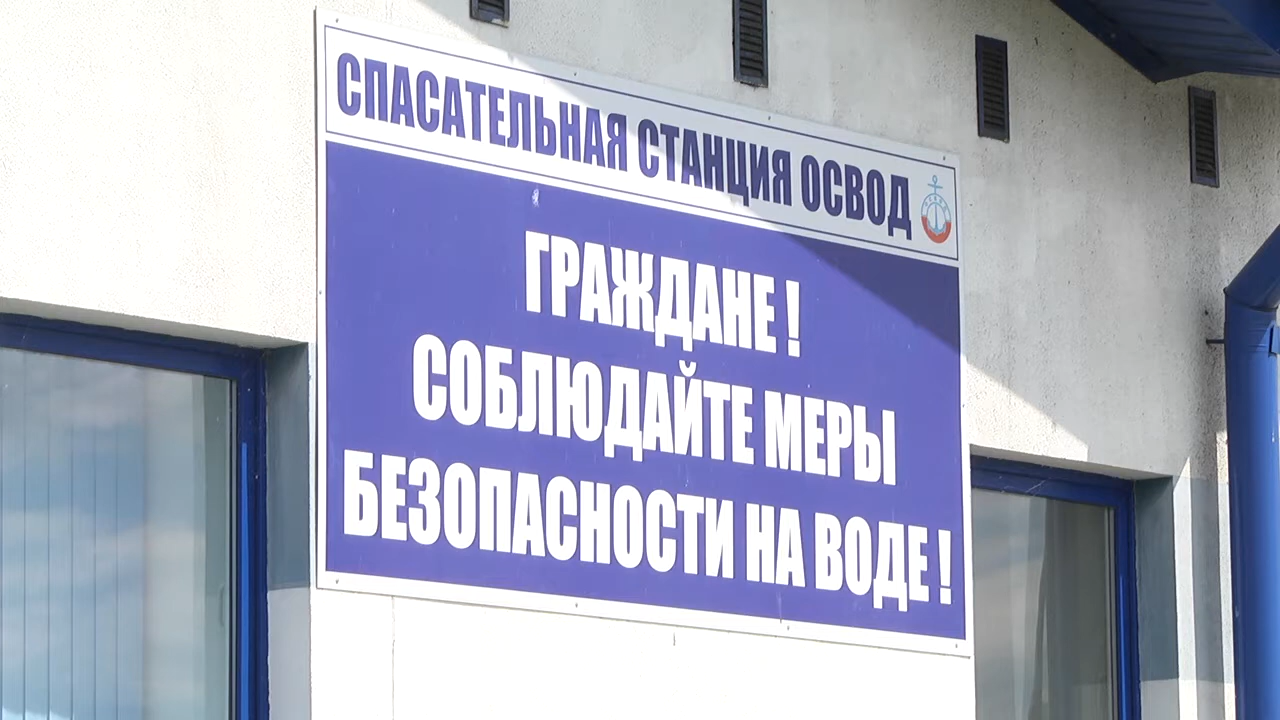 СПАСАТЕЛЬНАЯ СТАНЦИЯ ОСВОД
ГРАЖДАНЕ !
СОБЛЮДАЙТЕ МЕРЫ
БЕЗОПАСНОСТИ НА ВОДЕ !